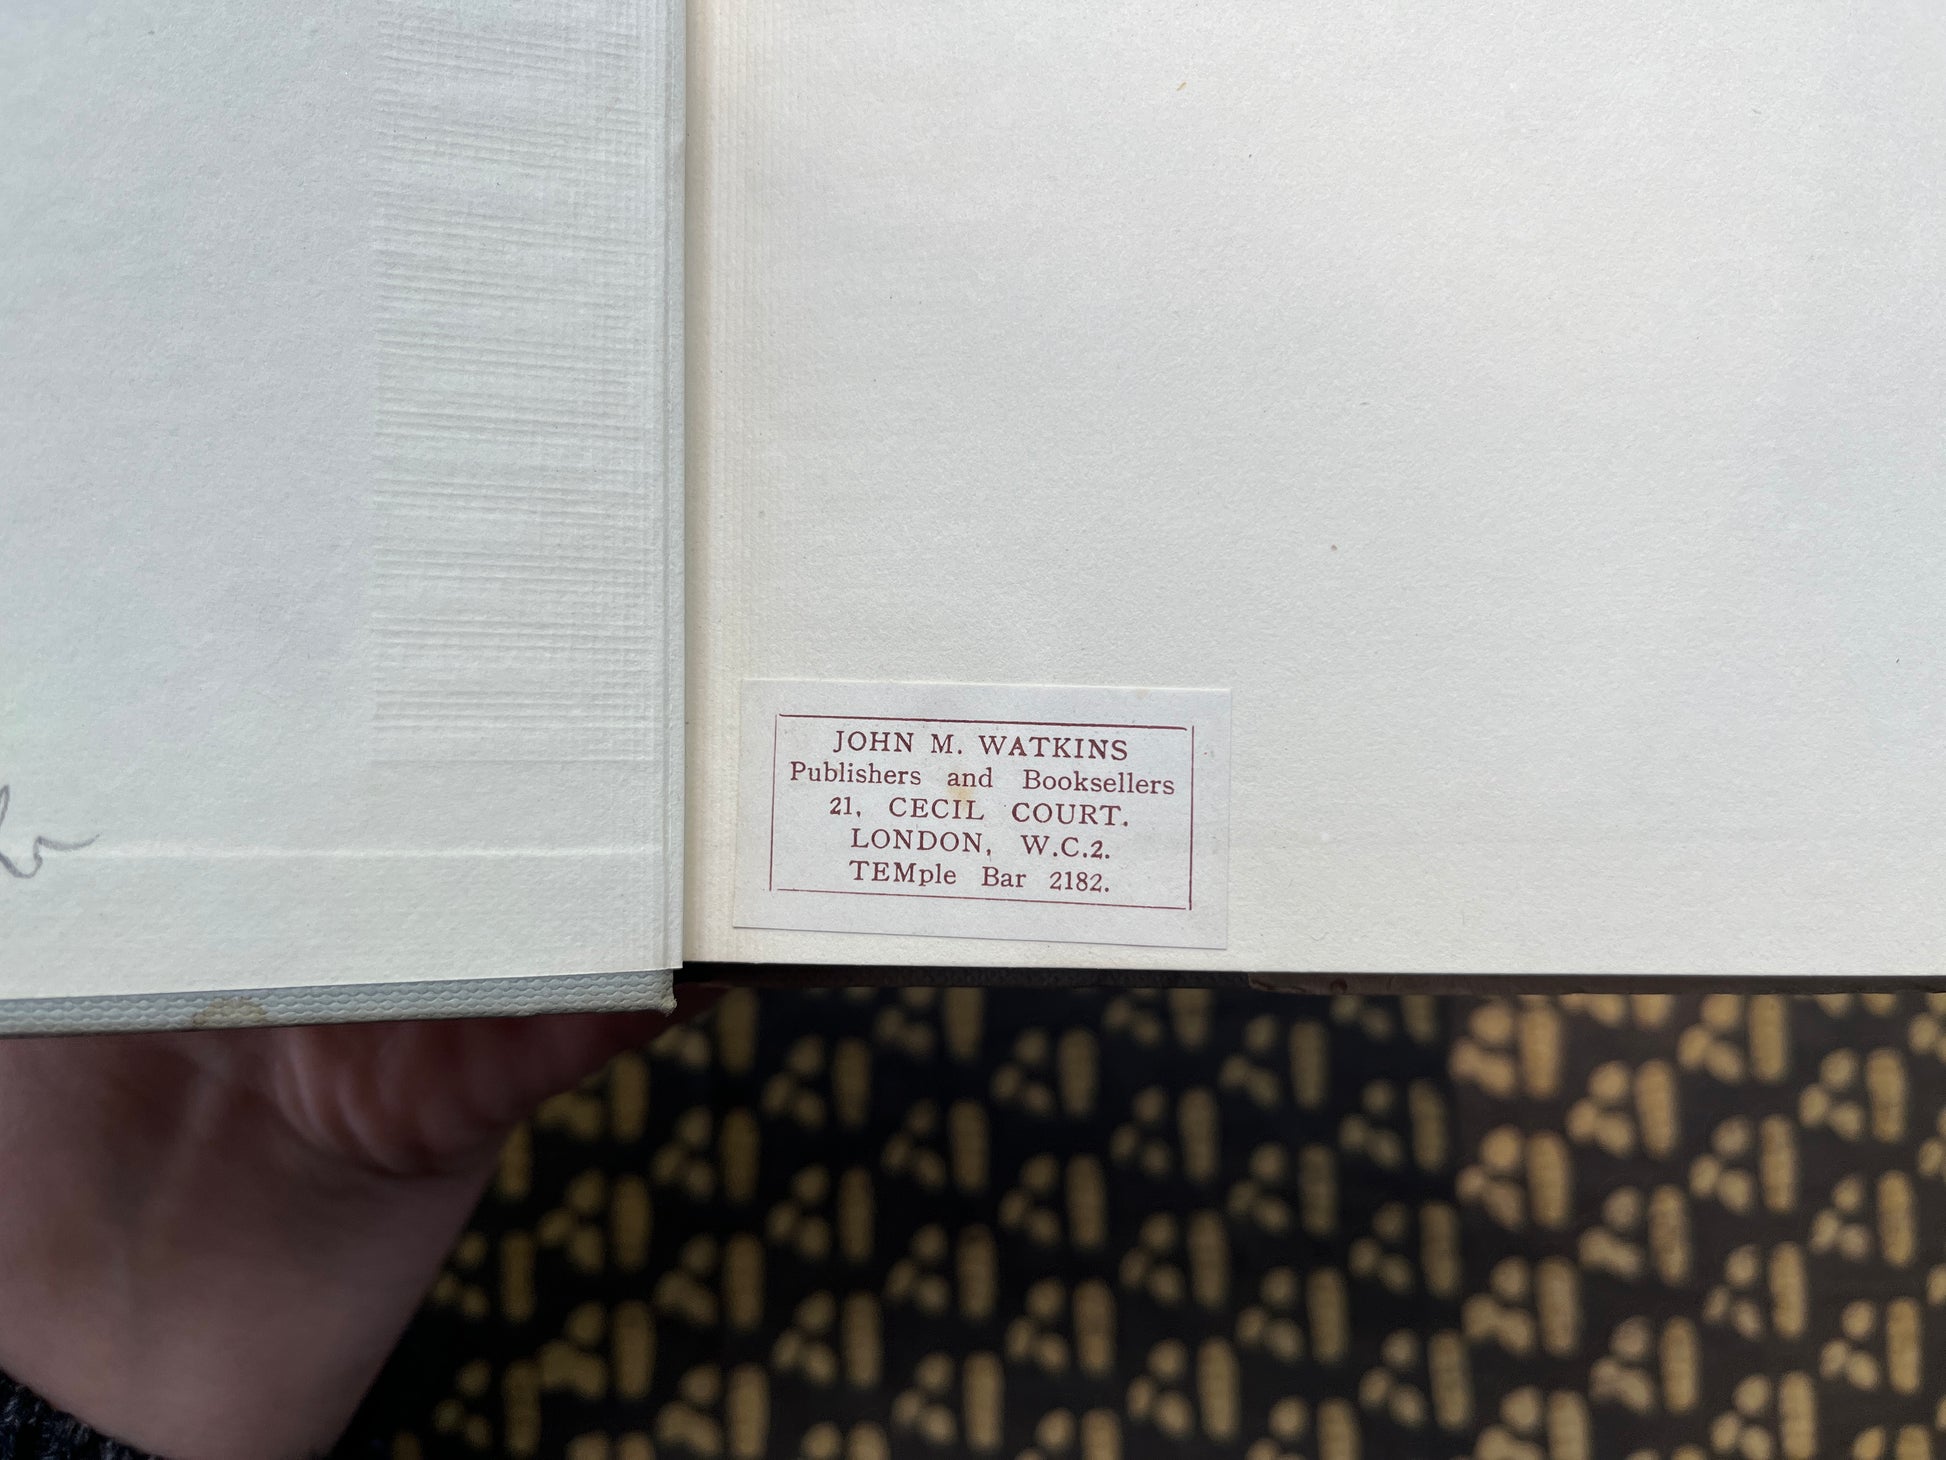 JOHN M. WATKINS
Publishers and Booksellers
21, CECIL COURT.
LONDON, W.C.2.
TEMple Bar 2182.